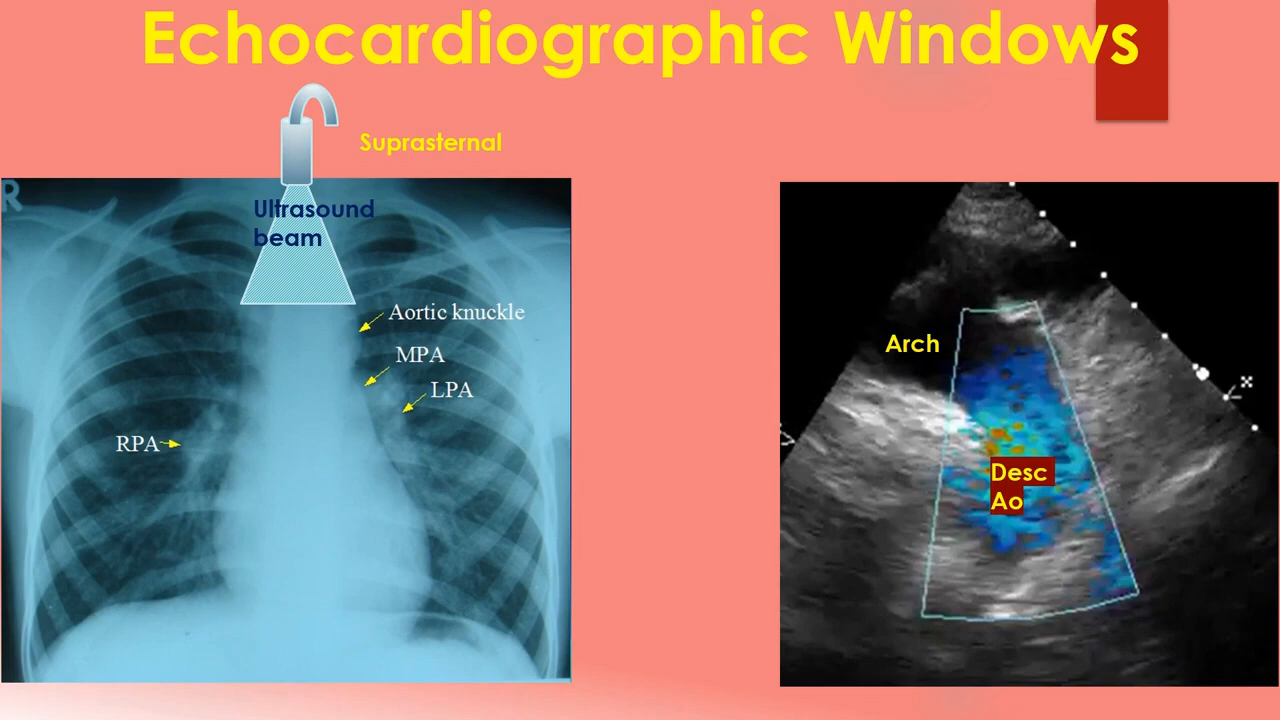 Echocardiographic Windows
Suprasternal
R
Ultrasound
beam
Aortic knuckle
MPA
LPA
RPA
Arch
Desc
Ao